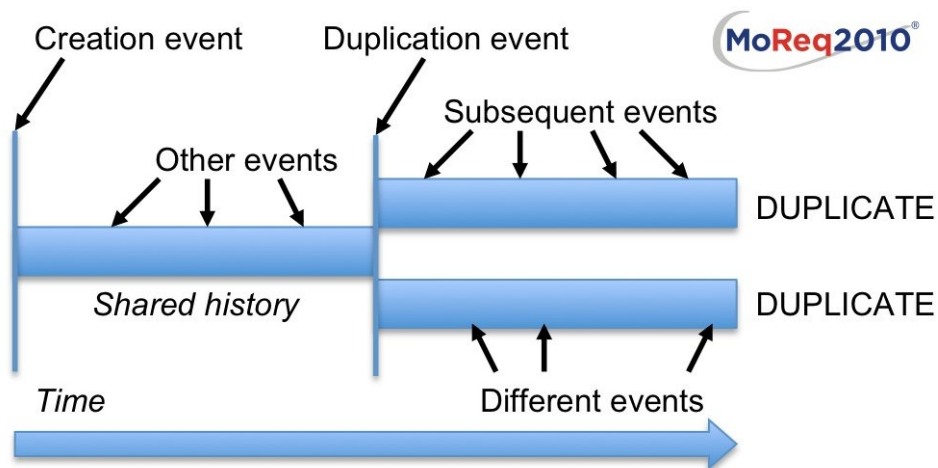 Creation event
Duplication event
MoReq2010®
Subsequent events
Other events
DUPLICATE
Shared history
DUPLICATE
Time
Different events